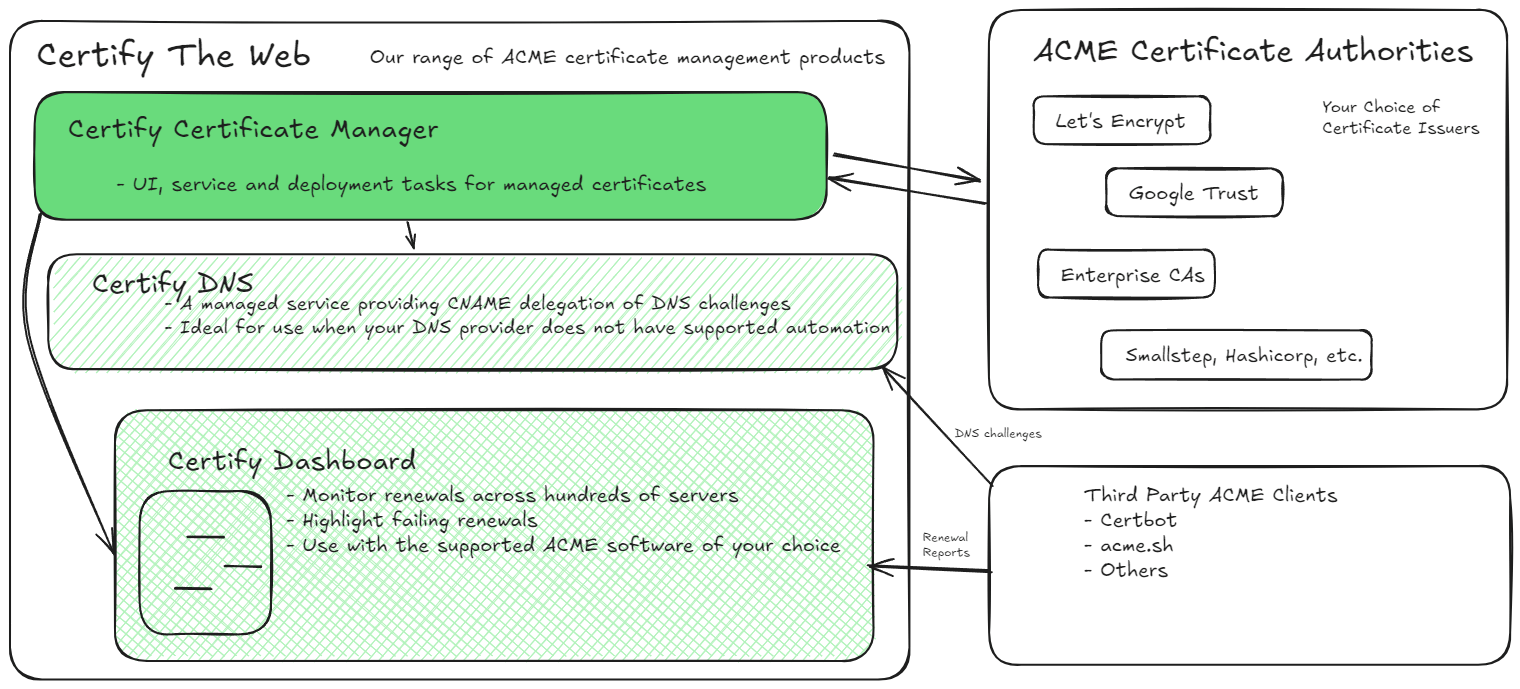 Certify The Web
Our range of ACME certificate management products
Certify Certificate Manager
- UI, service and deployment tasks for managed certificates
Certify DNS
- A managed service providing CNAME delegation of DNS challenges
- Ideal for use when your DNS provider does not have supported automation
Certify Dashboard
- Monitor renewals across hundreds of servers
- Highlight failing renewals
- Use with the supported ACME software of your choice
ACME Certificate Authorities
Your Choice of
Certificate Issuers
Let's Encrypt
Google Trust
Enterprise CAs
Smallstep, Hashicorp, etc.
DNS challenges
Renewal
Reports
Third Party ACME Clients
- Certbot
- acme.sh
- Others